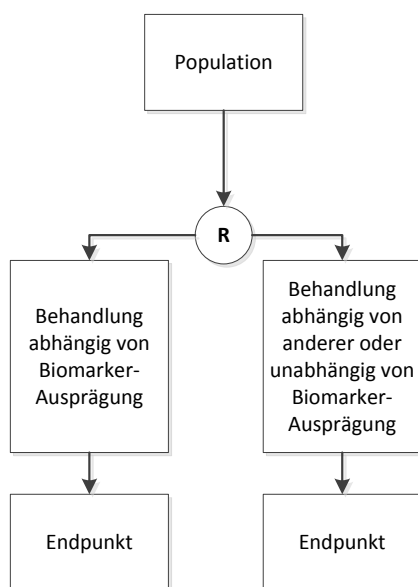 Population
R
Behandlung
abhängig von
Biomarker-
Ausprägung
Behandlung
abhängig von
anderer oder
unabhängig von
Biomarker-
Ausprägung
Endpunkt
Endpunkt